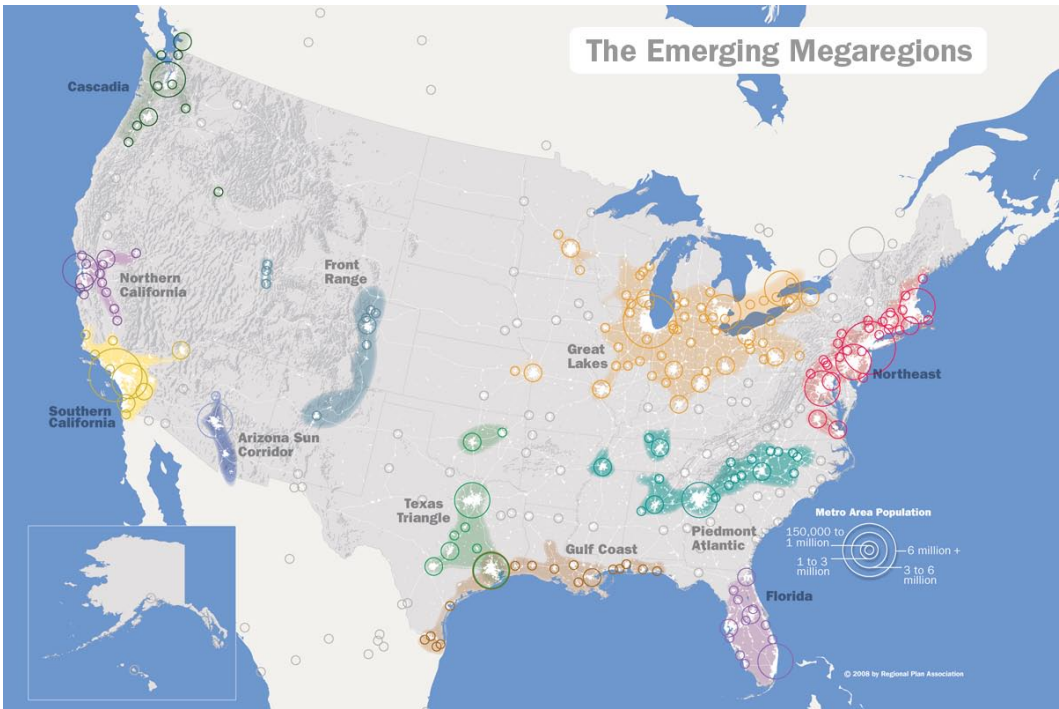 The Emerging Megaregions
Cascadia
Northern
California
Front
Range
Great
Lakes
Northeast
Southern
California
Arizona Sun
Corridor
Texas
Triangle
Gulf Coast
Piedmont
Atlantic
Metro Area Population
150,000 to
1 million
1 to 3
million
6 million +
3 to 6
million
Florida
© 2008 by Regional Plan Association